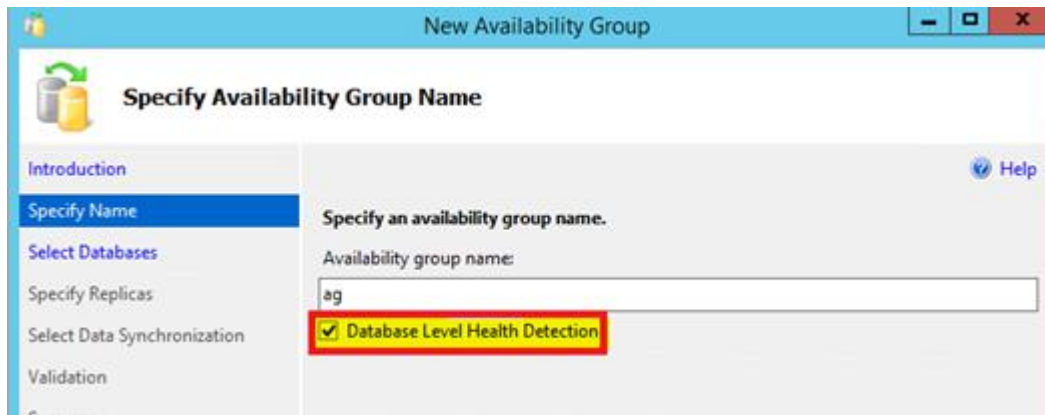 New Availability Group
Specify Availability Group Name
Introduction
Help
Specify Name
Specify an availability group name.
Select Databases
Availability group name:
Specify Replicas
ag
Select Data Synchronization
Database Level Health Detection
Validation